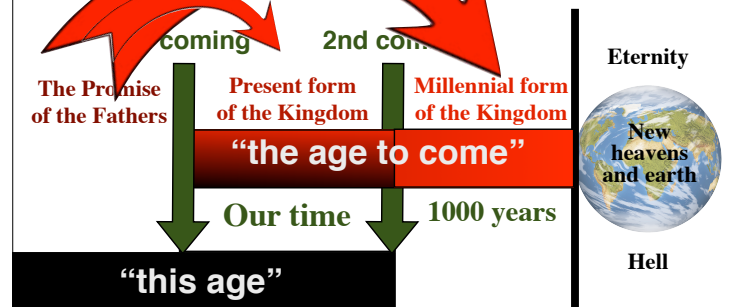 coming
2nd com
Eternity
The Promise
of the Fathers
Present form
of the Kingdom
Millennial form
of the Kingdom
“the age to come”
New
heavens
and earth
Our time
1000 years
Hell
“this age”